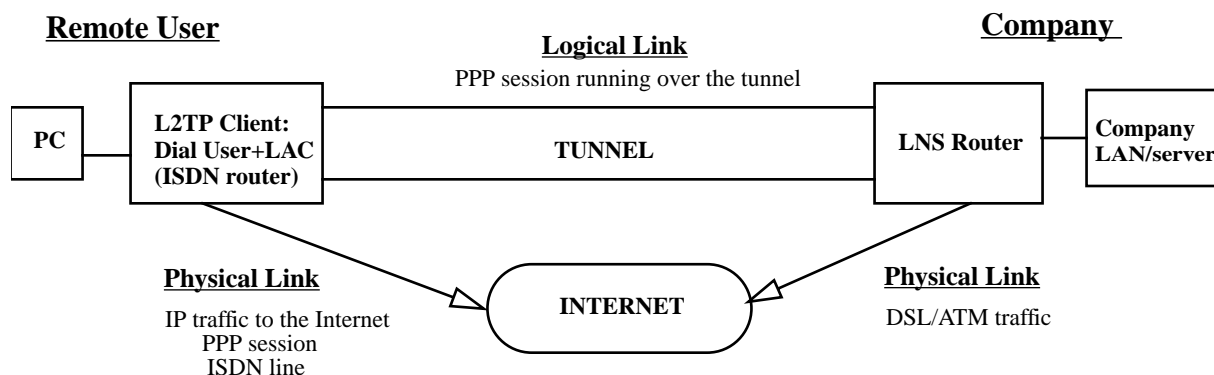 Remote User
Company
Logical Link
PPP session running over the tunnel
PC
L2TP Client:
Dial User+LAC
(ISDN router)
TUNNEL
LNS Router
Company
LAN/server
Physical Link
IP traffic to the Internet
PPP session
ISDN line
INTERNET
Physical Link
DSL/ATM traffic